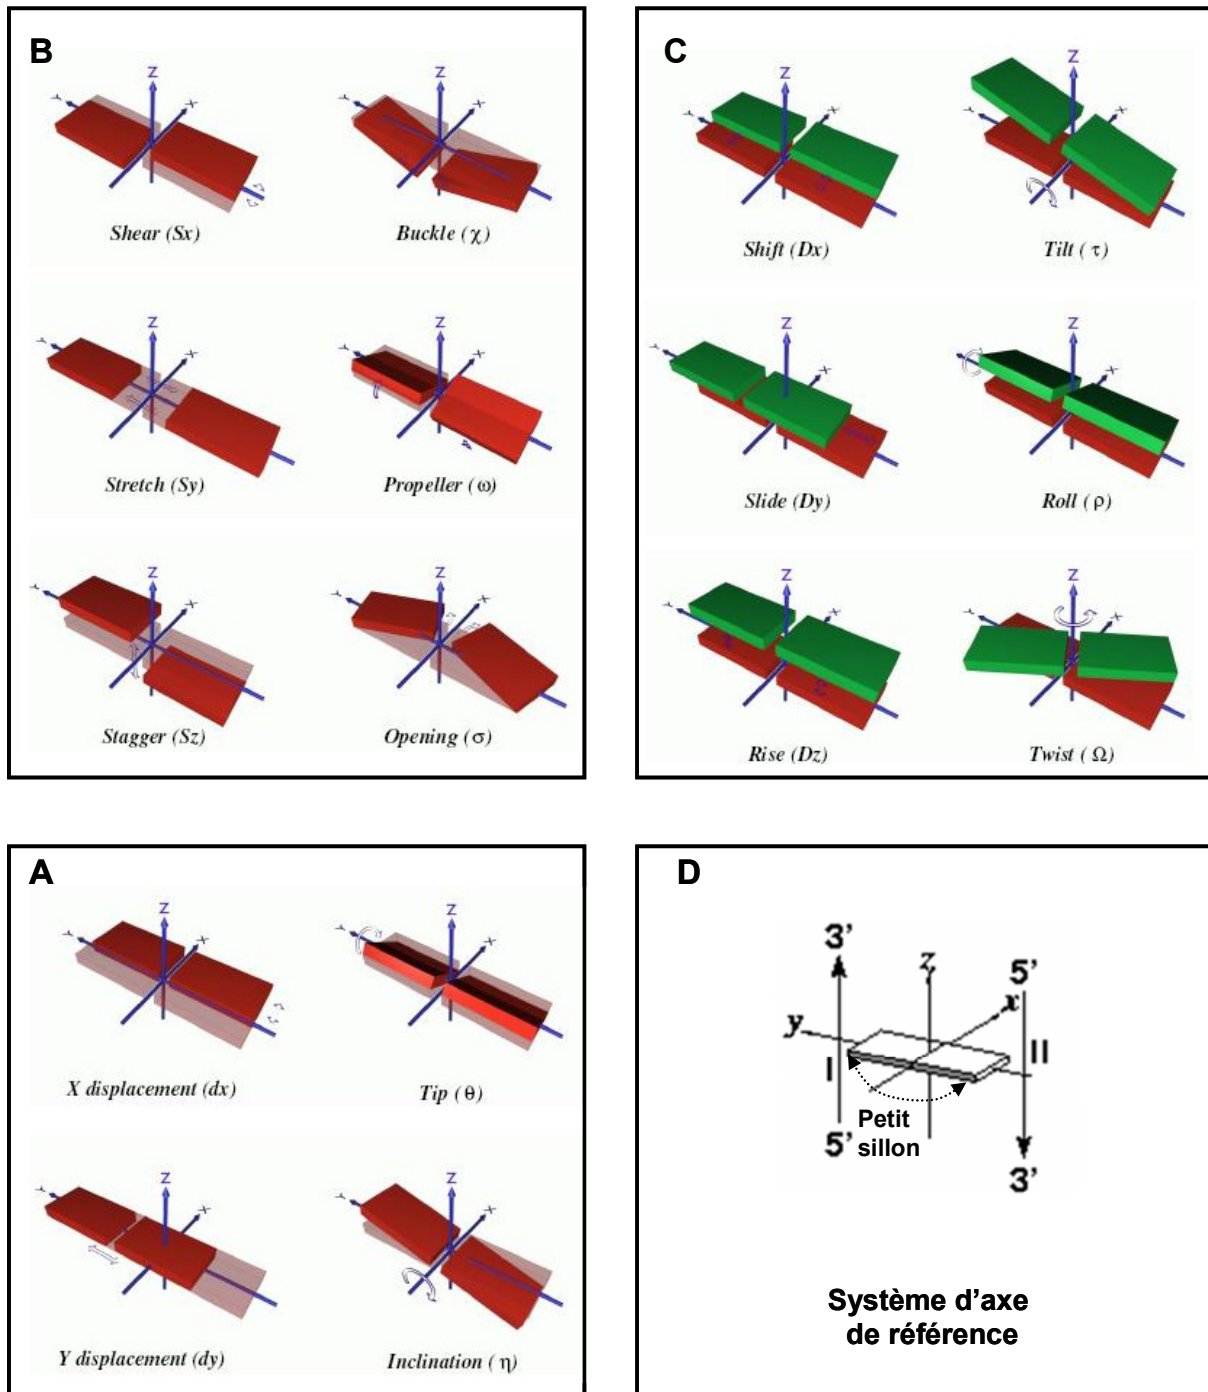 B
Z
Y
X
Shear (Sx)
Z
Y
X
Buckle (χ)
Z
Y
X
Stretch (Sy)
Z
Y
X
Propeller (ω)
Z
Y
X
Stagger (Sz)
Z
Y
X
Opening (σ)
C
Z
Y
X
Shift (Dx)
Z
Y
X
Tilt (τ)
Z
Y
X
Slide (Dy)
Z
Y
X
Roll (ρ)
Z
Y
X
Rise (Dz)
Z
Y
X
Twist (Ω)
A
Z
Y
X
X displacement (dx)
Z
Y
X
Tip (θ)
Z
Y
X
Y displacement (dy)
Z
Y
X
Inclination (η)
D
3'
z
5'
x
y
I
II
Petit
sillon
5'
3'
Système d'axe
de référence